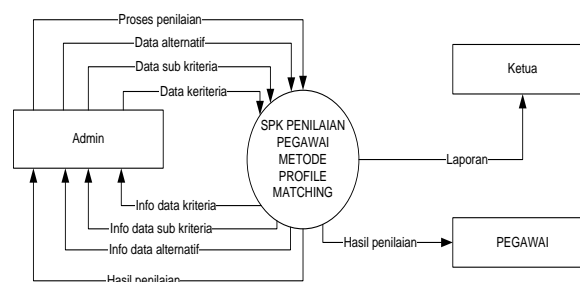 Proses penilaian
Data alternatif
Data sub kriteria
Data keriteria
Admin
SPK PENILAIAN
PEGAWAI
METODE
PROFILE
MATCHING
Ketua
Laporan
Info data kriteria
Info data sub kriteria
Info data alternatif
Hasil penilaian
Hasil penilaian
PEGAWAI